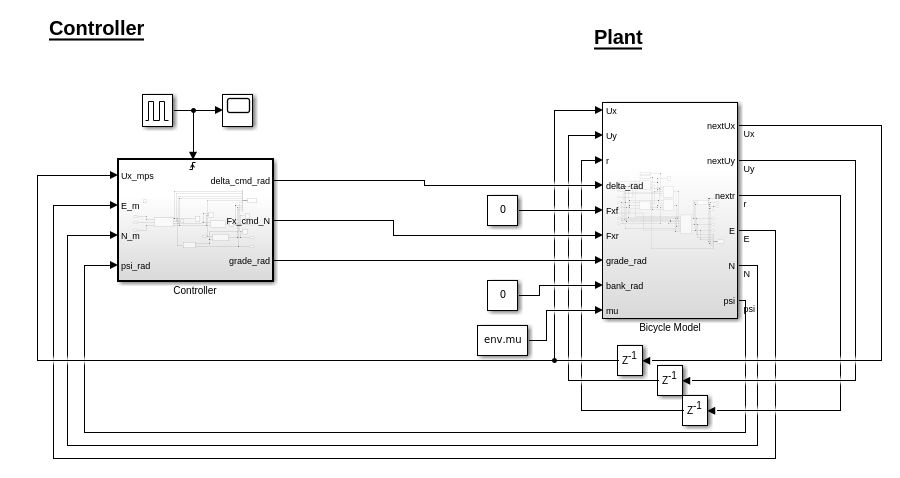 Controller
Plant
Ux_mps
E_m
N_m
psi_rad
delta_cmd_rad
Fx_cmd_N
grade_rad
Controller
0
0
env.mu
Ux
Uy
r
delta_rad
Fxf
Fxr
grade_rad
bank_rad
mu
nextUx
nextUy
nextr
E
N
psi
Bicycle Model
Ux
Uy
r
E
N
psi
Z-1
Z-1
Z-1